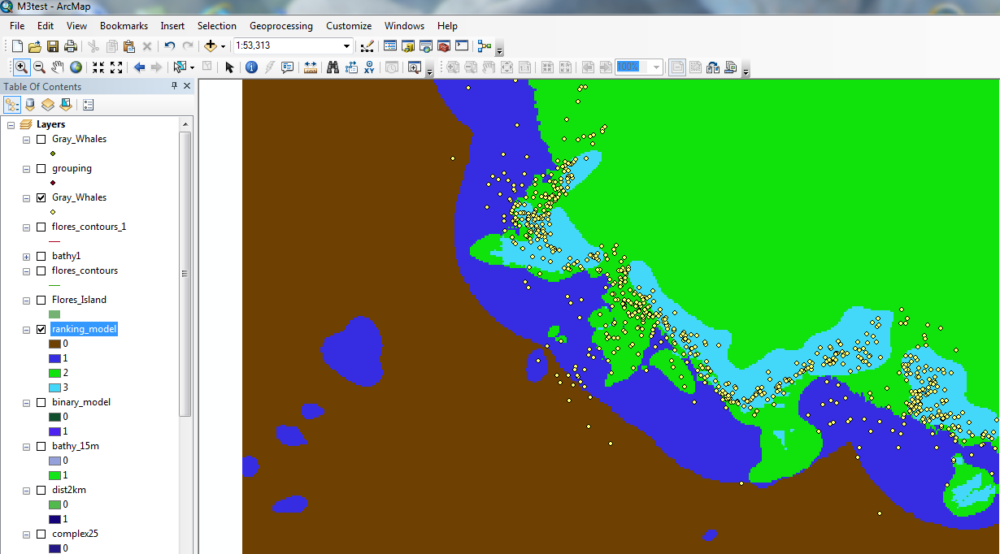 M3test - ArcMap
File Edit View Bookmarks Insert Selection Geoprocessing Customize Windows Help
1:53,313
XY 100%
Table Of Contents
Layers
Gray_Whales
grouping
Gray_Whales
flores_contours_1
bathy1
flores_contours
Flores_Island
ranking_model
0
1
2
3
binary_model
0
1
bathy_15m
0
1
dist2km
0
1
complex25
0